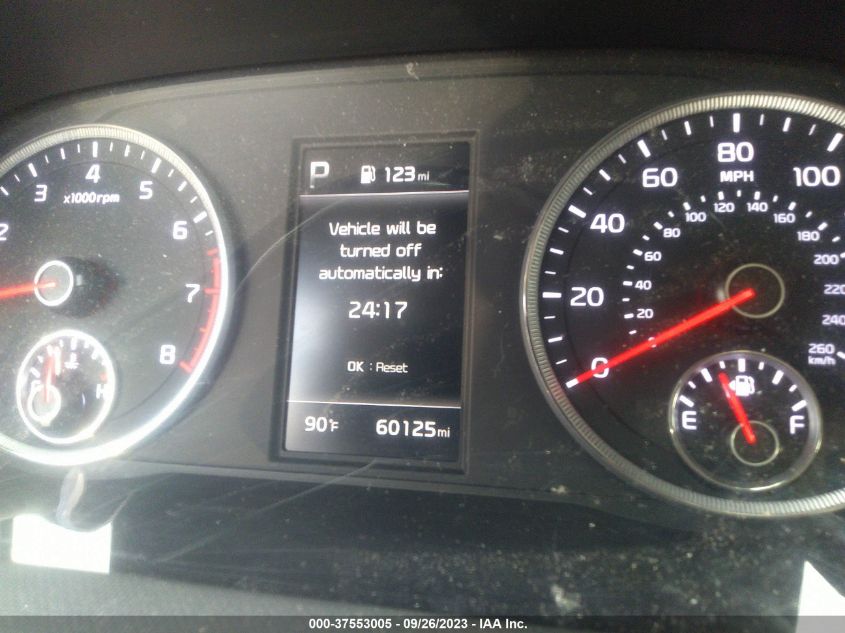 P 123 mi
Vehicle will be
turned off
automatically in:
24:17
OK : Reset
90°F 60125 mi
2 3 4 5 6 7 8
x1000rpm
H
0 20 40 60 80 100
MPH
20 40 60 80 100 120 140 160 180 200 220 240 260
km/h
E F
000-37553005 - 09/26/2023 - IAA Inc.